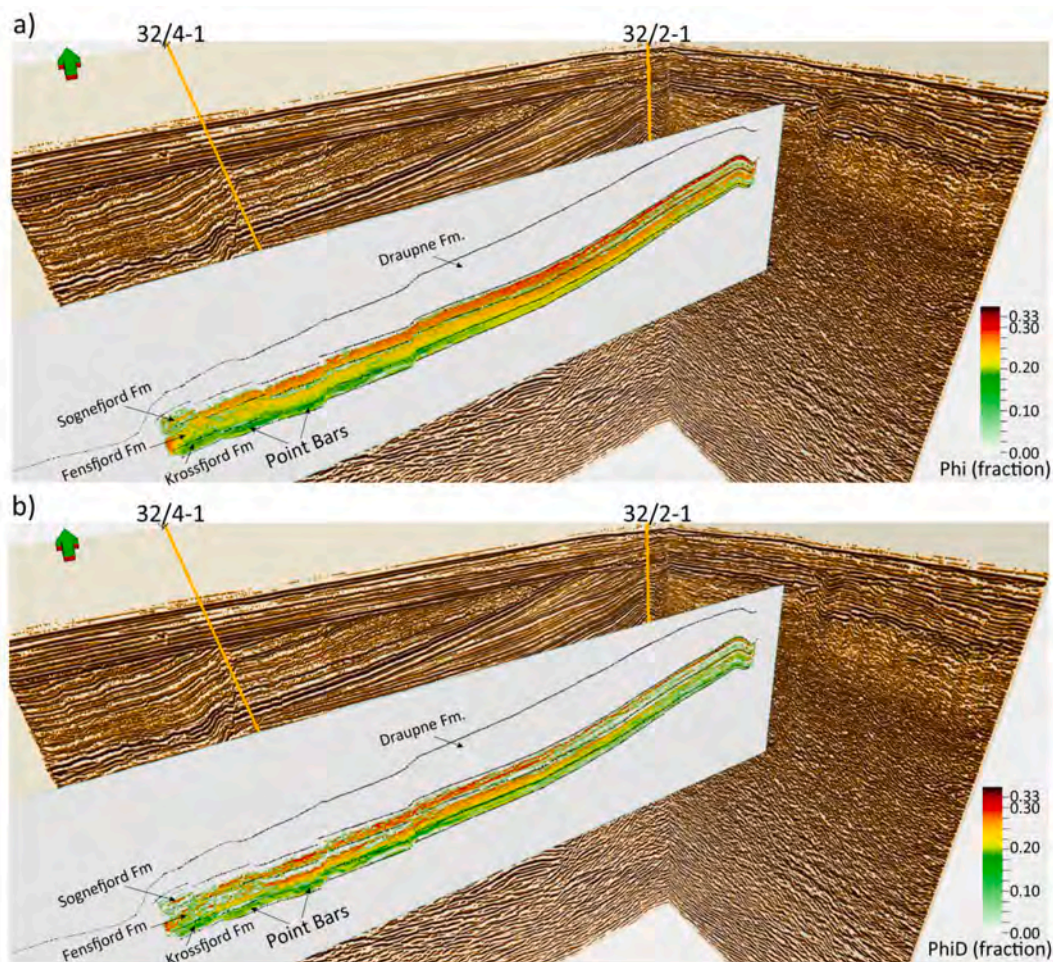 a)
32/4-1
32/2-1
Draupne Fm.
Sognefjord Fm
Fensfjord Fm
Krossfjord Fm
Point Bars
0.33
0.30
0.20
0.10
0.00
Phi (fraction)
b)
32/4-1
32/2-1
Draupne Fm.
Sognefjord Fm
Fensfjord Fm
Krossfjord Fm
Point Bars
0.33
0.30
0.20
0.10
0.00
PhiD (fraction)